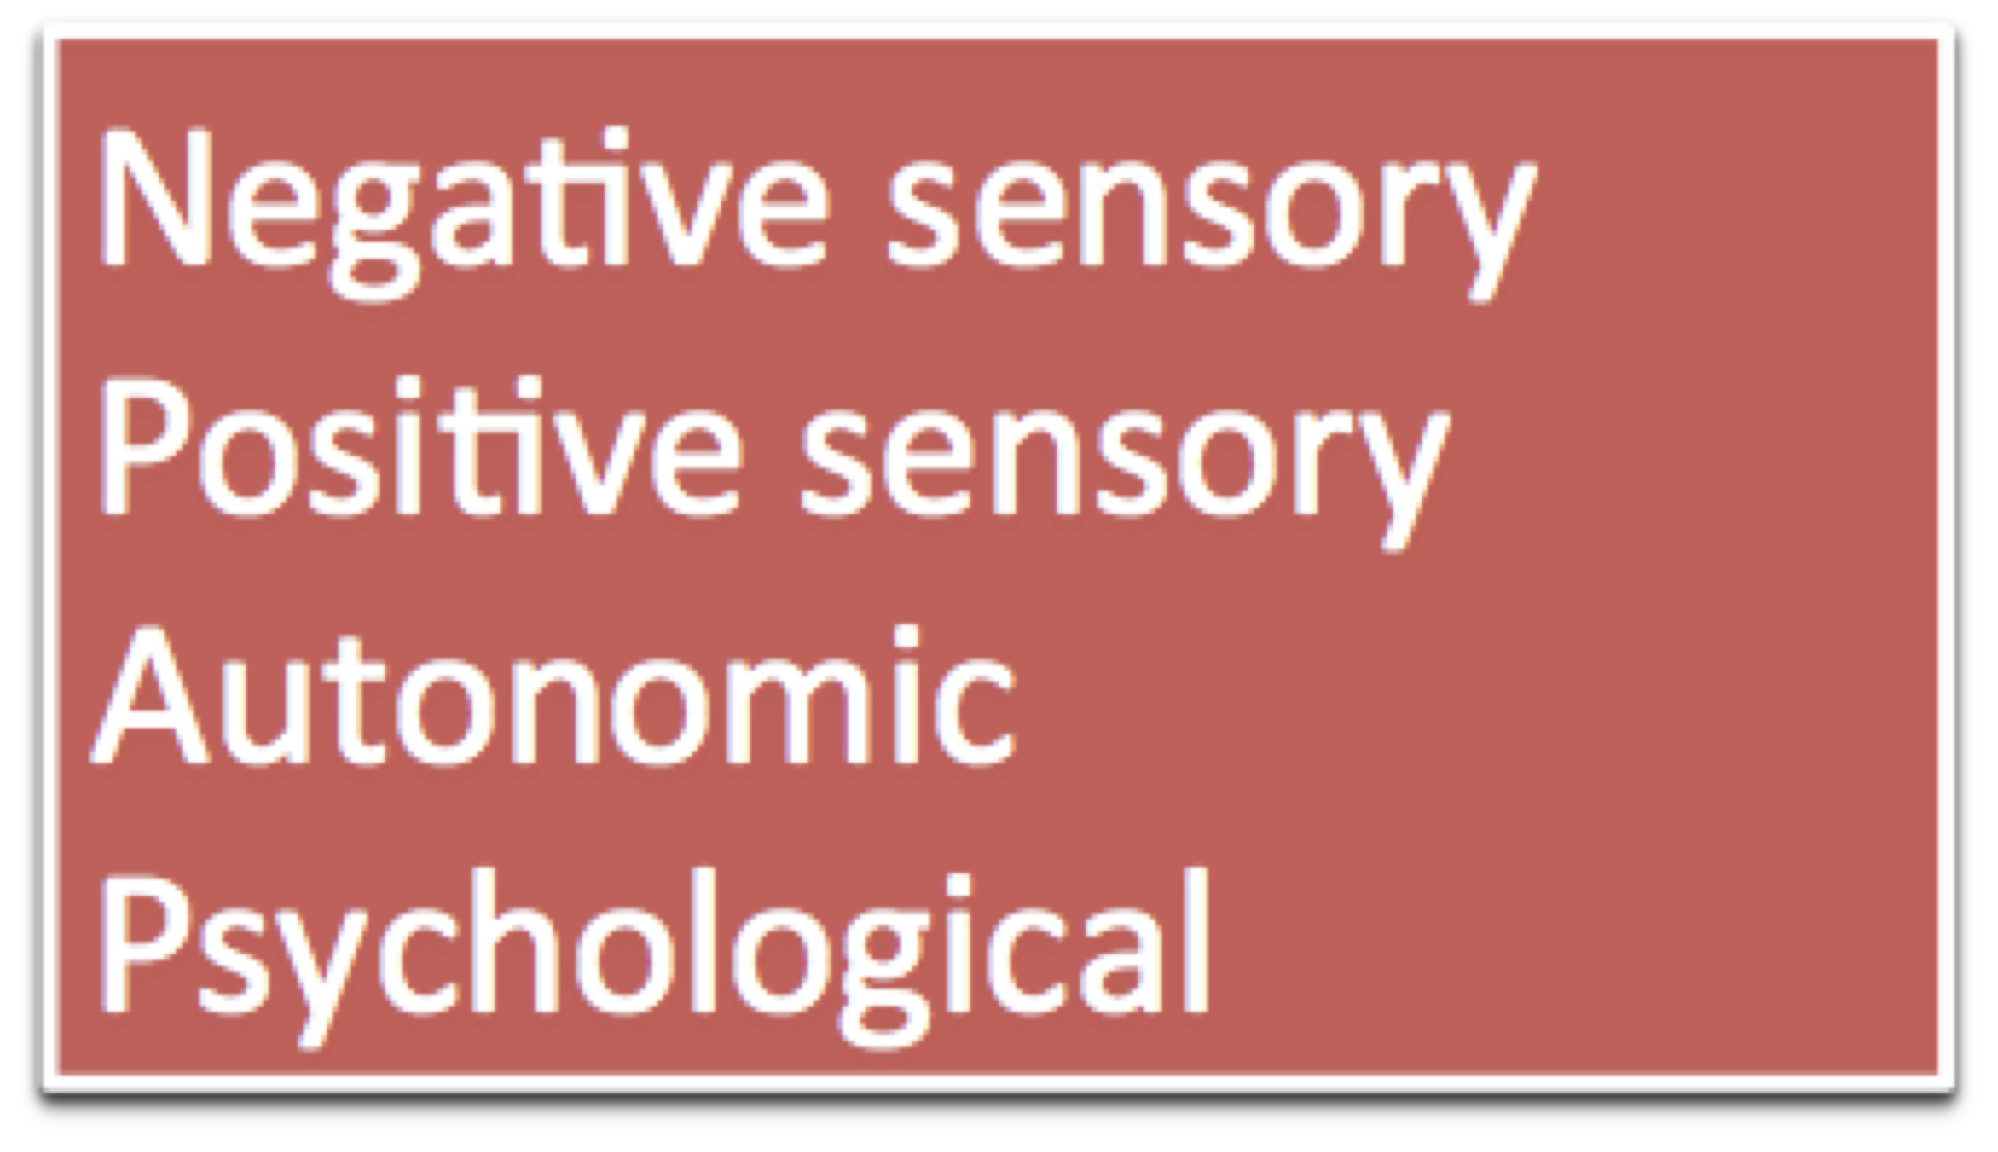 Negative sensory
Positive sensory
Autonomic
Psychological